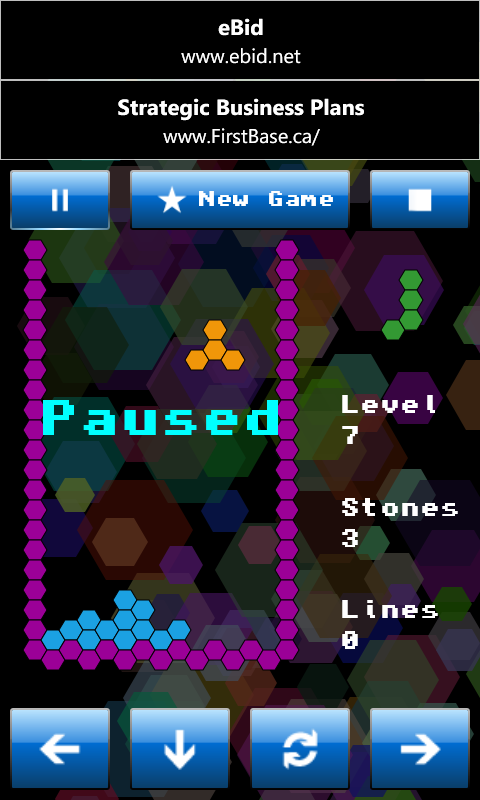 eBid
www.ebid.net
Strategic Business Plans
www.FirstBase.ca/
New Game
Paused
Level
7
Stones
3
Lines
0